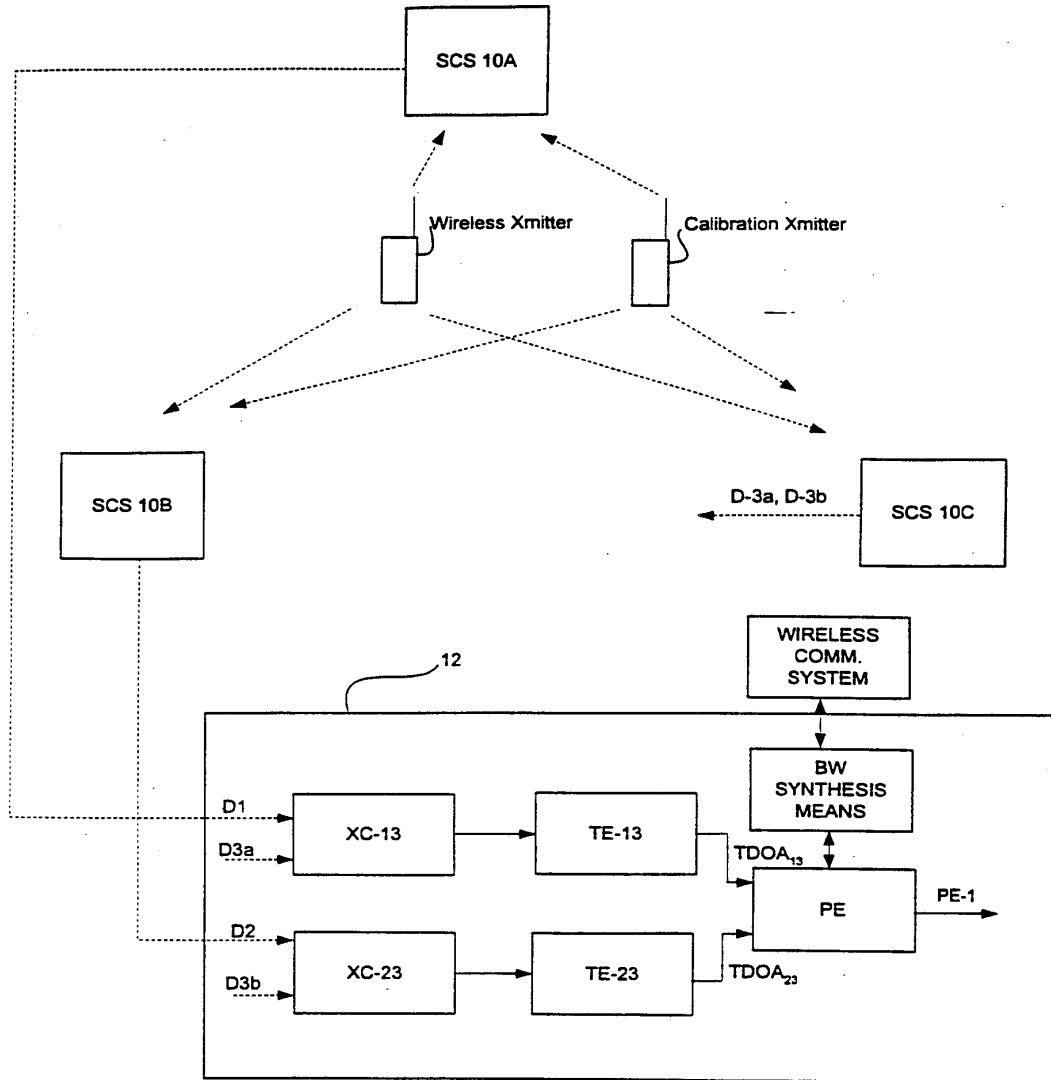 SCS 10A
Wireless Xmitter
Calibration Xmitter
SCS 10B
D-3a, D-3b
SCS 10C
WIRELESS
COMM.
SYSTEM
12
BW
SYNTHESIS
MEANS
D1
XC-13
TE-13
D3a
TDOA13
PE
PE-1
D2
XC-23
TE-23
D3b
TDOA23